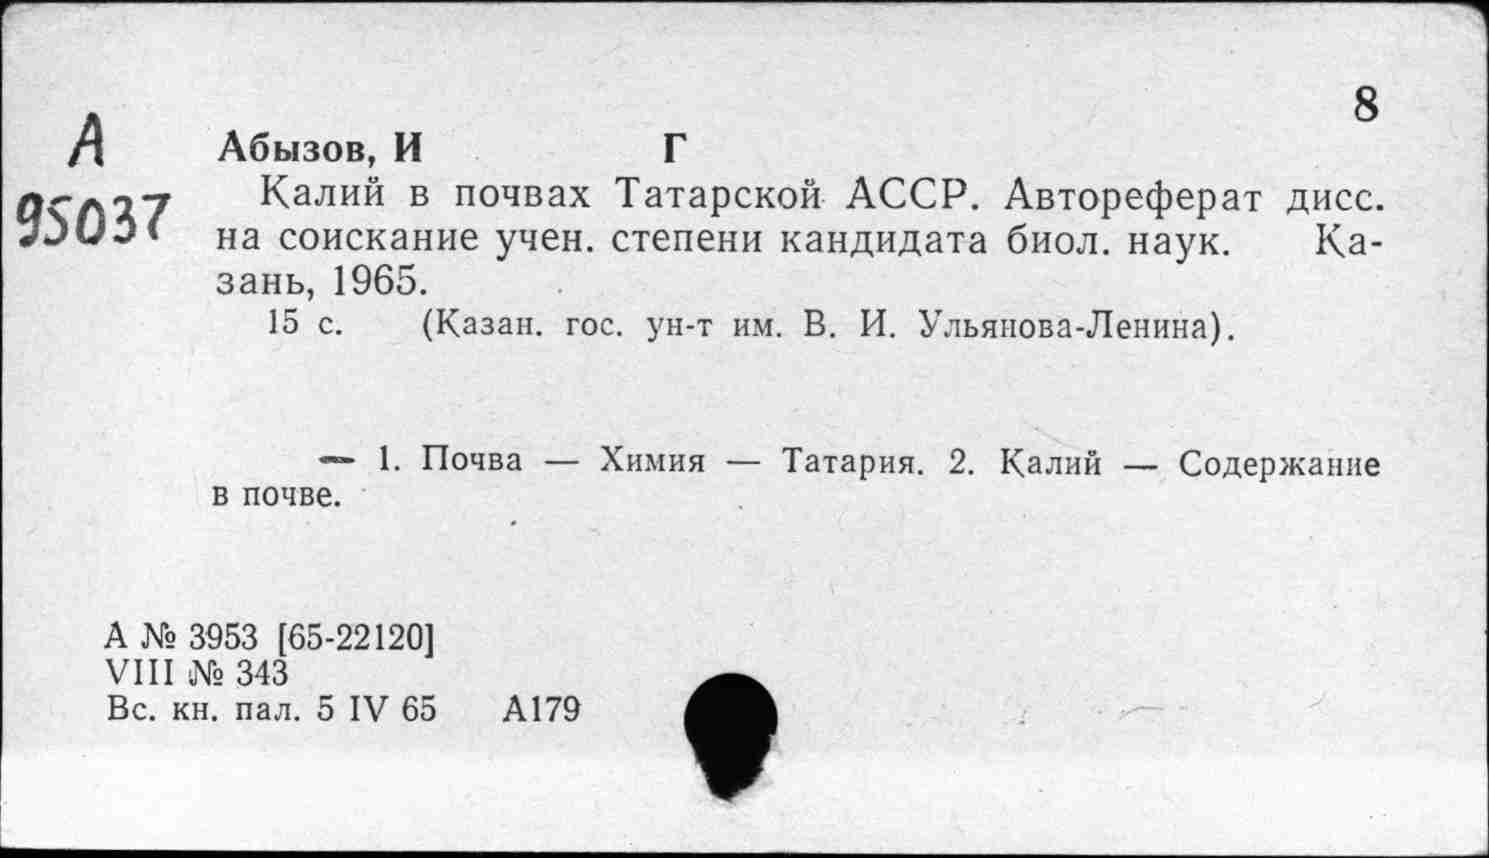 8
А
95037
Абызов, И Г
Калий в почвах Татарской АССР. Автореферат дисс.
на соискание учен. степени кандидата биол. наук. Ка-
зань, 1965.
15 с. (Казан. гос. ун-т им. В. И. Ульянова-Ленина).
— 1. Почва — Химия — Татария. 2. Калий — Содержание
в почве.
А № 3953 [65-22120]
VIII № 343
Вс. кн. пал. 5 IV 65 А179